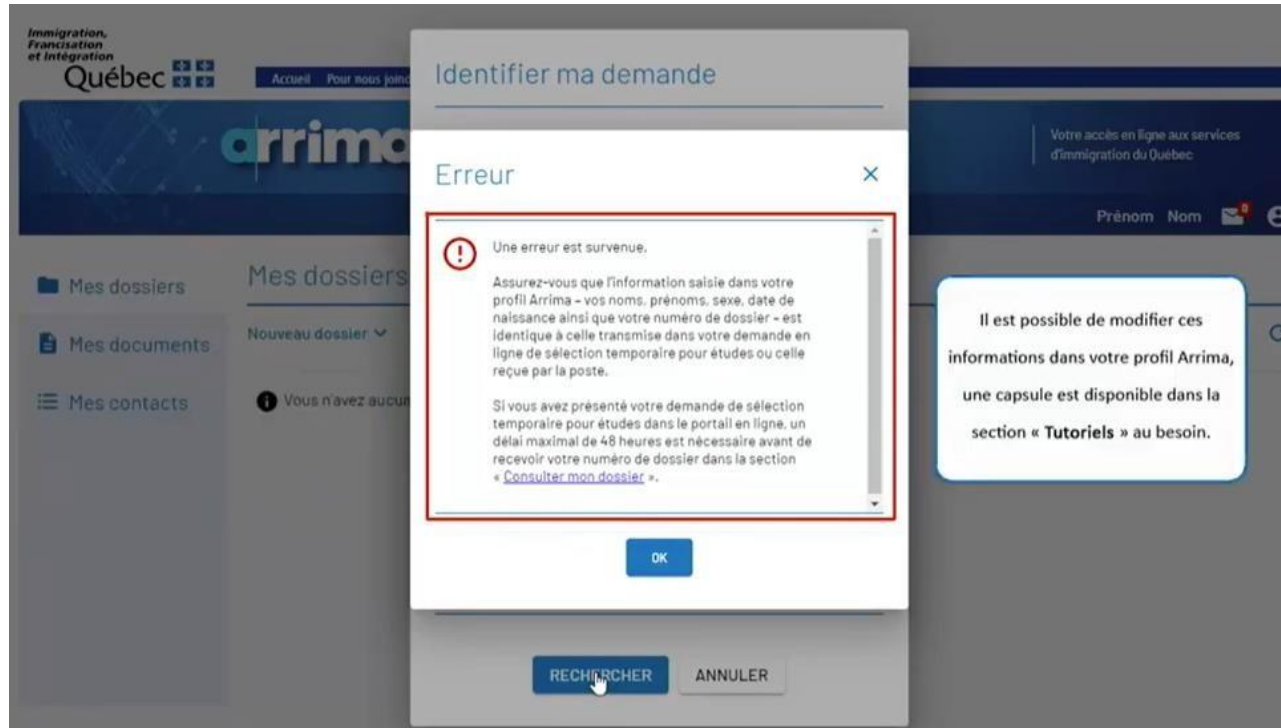 Immigration,
Francisation
et Intégration
Québec
Accueil Pour nous joind
arrima
Votre accès en ligne aux services
d'immigration du Québec
Prénom Nom
Mes dossiers
Mes documents
Mes contacts
Mes dossiers
Nouveau dossier
Vous n'avez aucun
Identifier ma demande
Erreur
Une erreur est survenue.
Assurez-vous que l'information saisie dans votre
profil Arrima – vos noms, prénoms, sexe, date de
naissance ainsi que votre numéro de dossier – est
identique à celle transmise dans votre demande en
ligne de sélection temporaire pour études ou celle
reçue par la poste.
Si vous avez présenté votre demande de sélection
temporaire pour études dans le portail en ligne, un
délai maximal de 48 heures est nécessaire avant de
recevoir votre numéro de dossier dans la section
« Consulter mon dossier ».
OK
RECHERCHER
ANNULER
Il est possible de modifier ces
informations dans votre profil Arrima,
une capsule est disponible dans la
section « Tutoriels » au besoin.